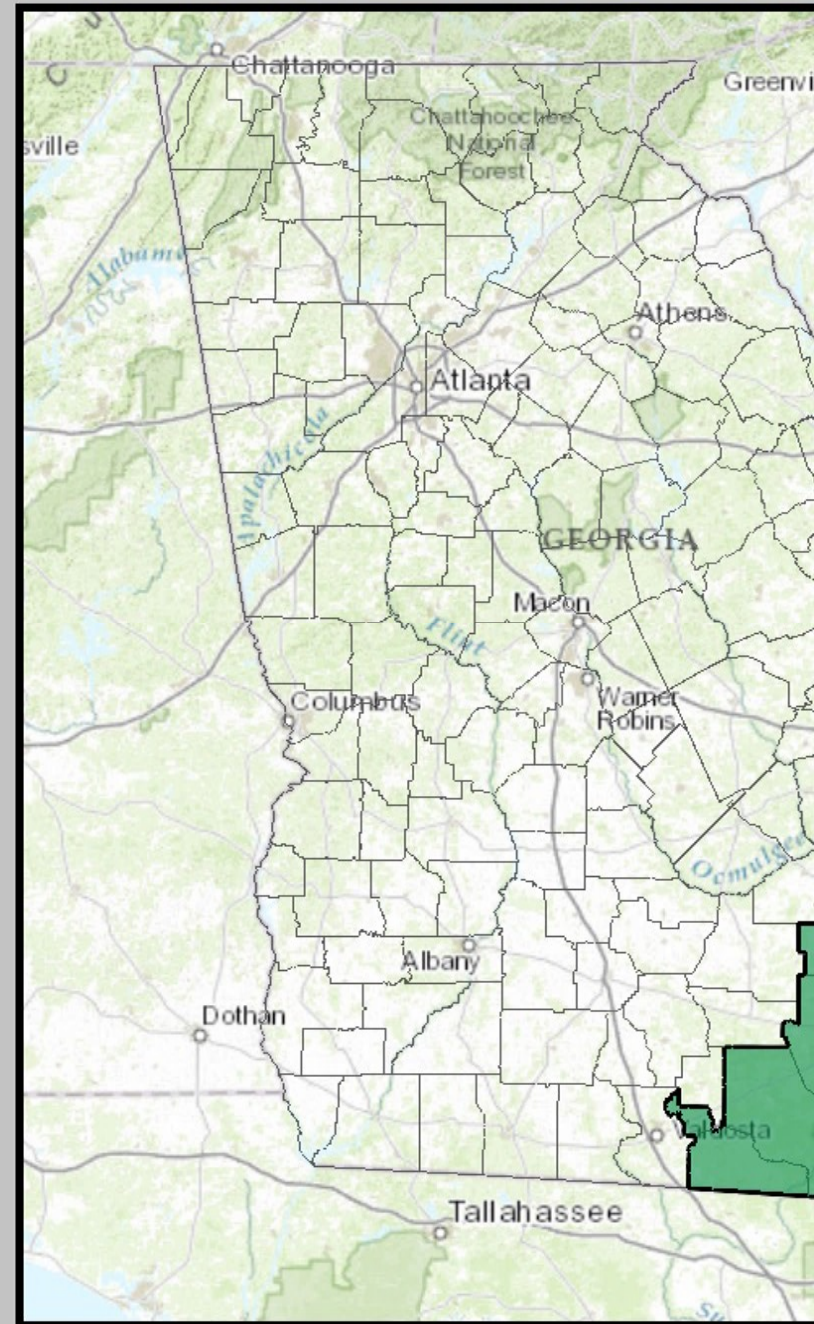 Chattanooga
Greenvi
sville
Chattahoochee
National
Forest
Alabama
Athens
Atlanta
Apalachicola
GEORGIA
Macon
Flint
Columbus
Warner
Robins
Ocmulgee
Albany
Dothan
Valdosta
Tallahassee
Su